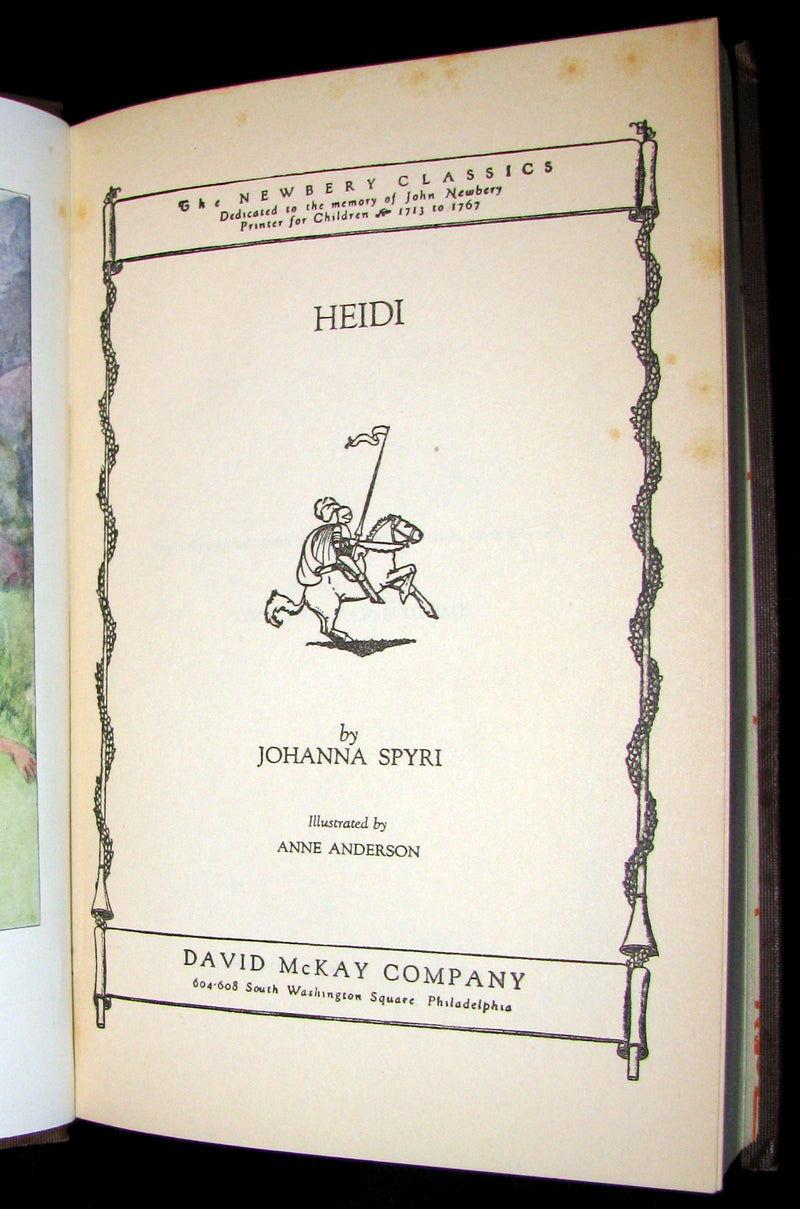 The NEWBERY CLASSICS
Dedicated to the memory of John Newbery
Printer for Children 1713 to 1767
HEIDI
by
JOHANNA SPYRI
Illustrated by
ANNE ANDERSON
DAVID McKAY COMPANY
604-608 South Washington Square Philadelphia